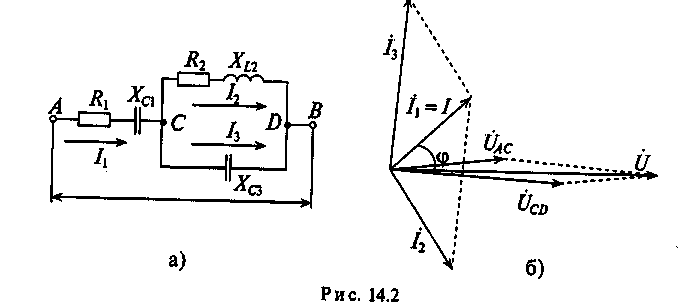 R₂ X_L2
İ₃
A R₁ X_C1 I₂ B
C D
I₁ I₃
X_C3
İ₁ = I
φ U̇_AC U̇
U̇_CD
İ₂
а) б)
Рис. 14.2